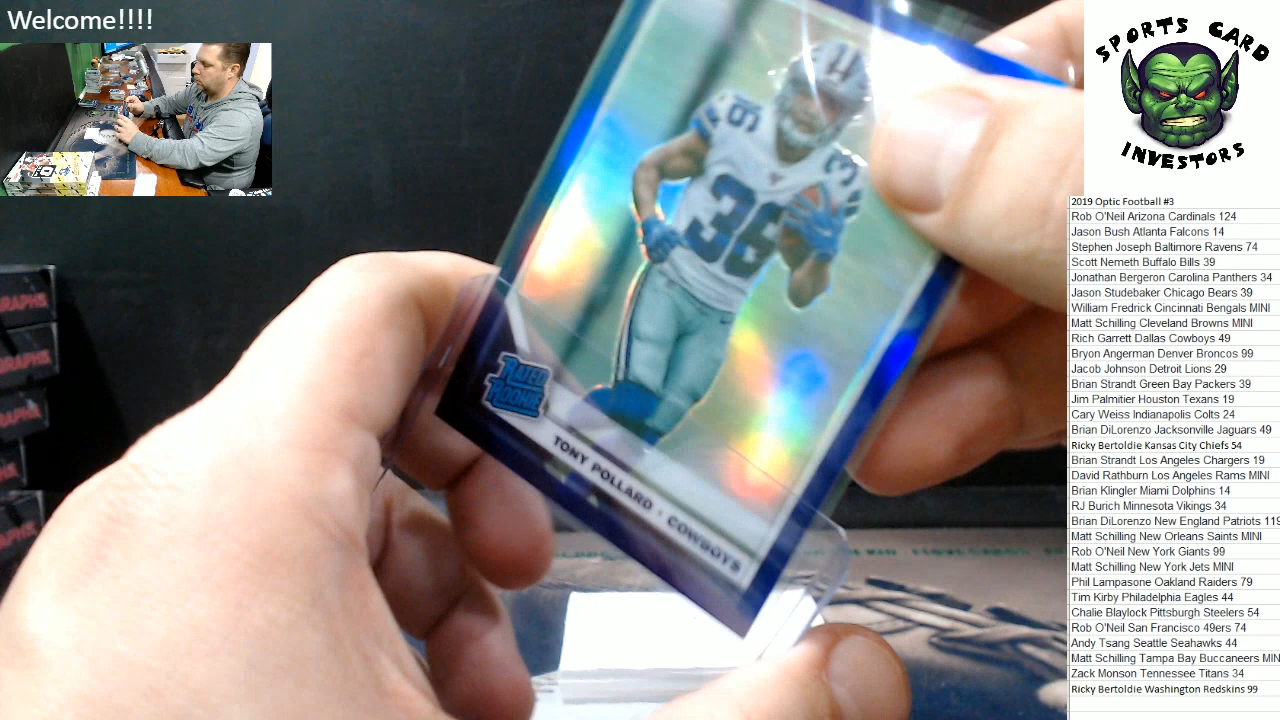 Welcome!!!!
SPORTS CARD
INVESTORS
36
36
36
RATED
ROOKIE
TONY POLLARD • COWBOYS
2019 Optic Football #3
Rob O'Neil Arizona Cardinals 124
Jason Bush Atlanta Falcons 14
Stephen Joseph Baltimore Ravens 74
Scott Nemeth Buffalo Bills 39
Jonathan Bergeron Carolina Panthers 34
Jason Studebaker Chicago Bears 39
William Fredrick Cincinnati Bengals MINI
Matt Schilling Cleveland Browns MINI
Rich Garrett Dallas Cowboys 49
Bryon Angerman Denver Broncos 99
Jacob Johnson Detroit Lions 29
Brian Strandt Green Bay Packers 39
Jim Palmitier Houston Texans 19
Cary Weiss Indianapolis Colts 24
Brian DiLorenzo Jacksonville Jaguars 49
Ricky Bertoldie Kansas City Chiefs 54
Brian Strandt Los Angeles Chargers 19
David Rathburn Los Angeles Rams MINI
Brian Klingler Miami Dolphins 14
RJ Burich Minnesota Vikings 34
Brian DiLorenzo New England Patriots 119
Matt Schilling New Orleans Saints MINI
Rob O'Neil New York Giants 99
Matt Schilling New York Jets MINI
Phil Lampasone Oakland Raiders 79
Tim Kirby Philadelphia Eagles 44
Chalie Blaylock Pittsburgh Steelers 54
Rob O'Neil San Francisco 49ers 74
Andy Tsang Seattle Seahawks 44
Matt Schilling Tampa Bay Buccaneers MIN
Zack Monson Tennessee Titans 34
Ricky Bertoldie Washington Redskins 99